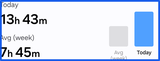 Today
13h 43m
Avg (week)
7h 45m
Avg
(week)
Today